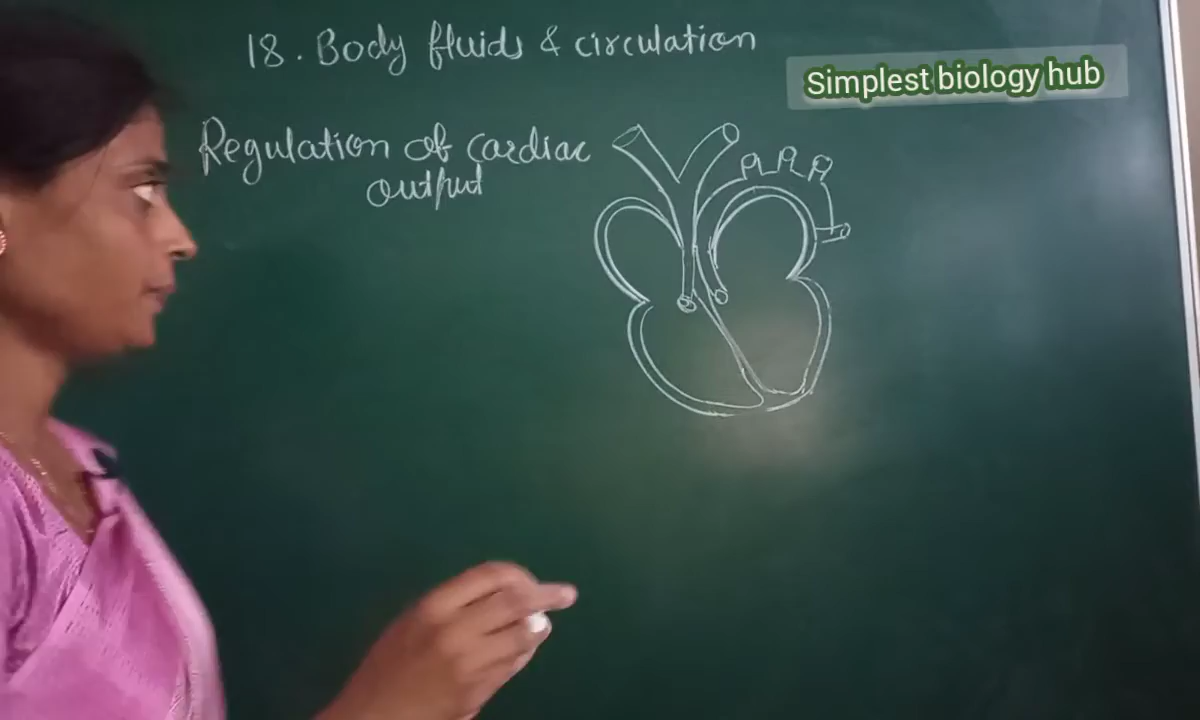 18. Body fluids & circulation
Simplest biology hub
Regulation of cardiac
output